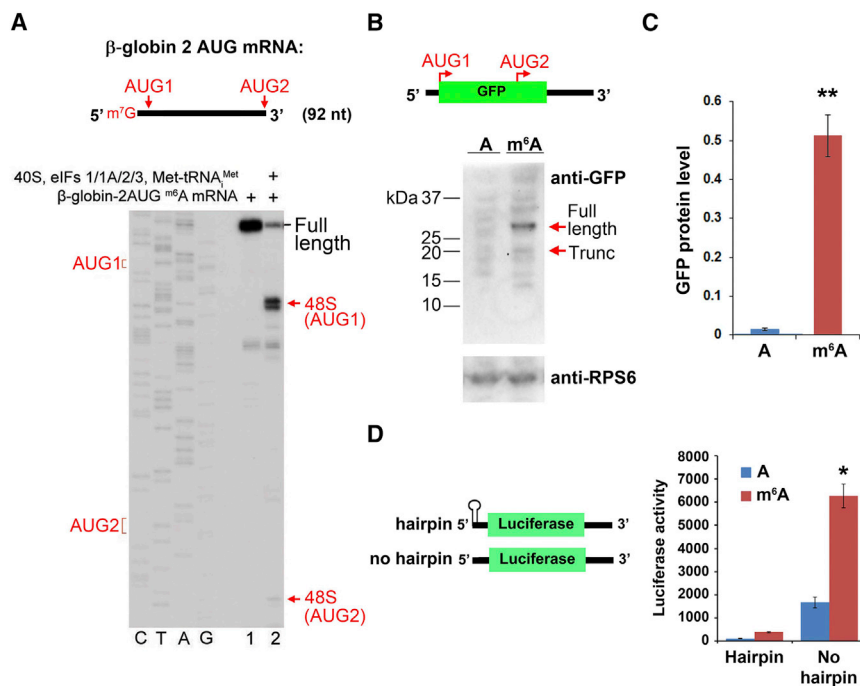 A
β-globin 2 AUG mRNA:
AUG1 AUG2
5' m⁷G 3' (92 nt)
40S, eIFs 1/1A/2/3, Met-tRNAᵢᴹᵉᵗ +
β-globin-2AUG ᵐ⁶A mRNA + +
Full
length
AUG1
48S
(AUG1)
AUG2
48S
(AUG2)
C T A G 1 2
B
AUG1 AUG2
5' GFP 3'
A m⁶A
anti-GFP
kDa 37
25
20
15
10
Full
length
Trunc
anti-RPS6
C
GFP protein level
0.6
0.5
0.4
0.3
0.2
0.1
0
**
A m⁶A
D
hairpin 5' Luciferase 3'
no hairpin 5' Luciferase 3'
Luciferase activity
8000
7000
6000
5000
4000
3000
2000
1000
0
A
m⁶A
*
Hairpin No
hairpin